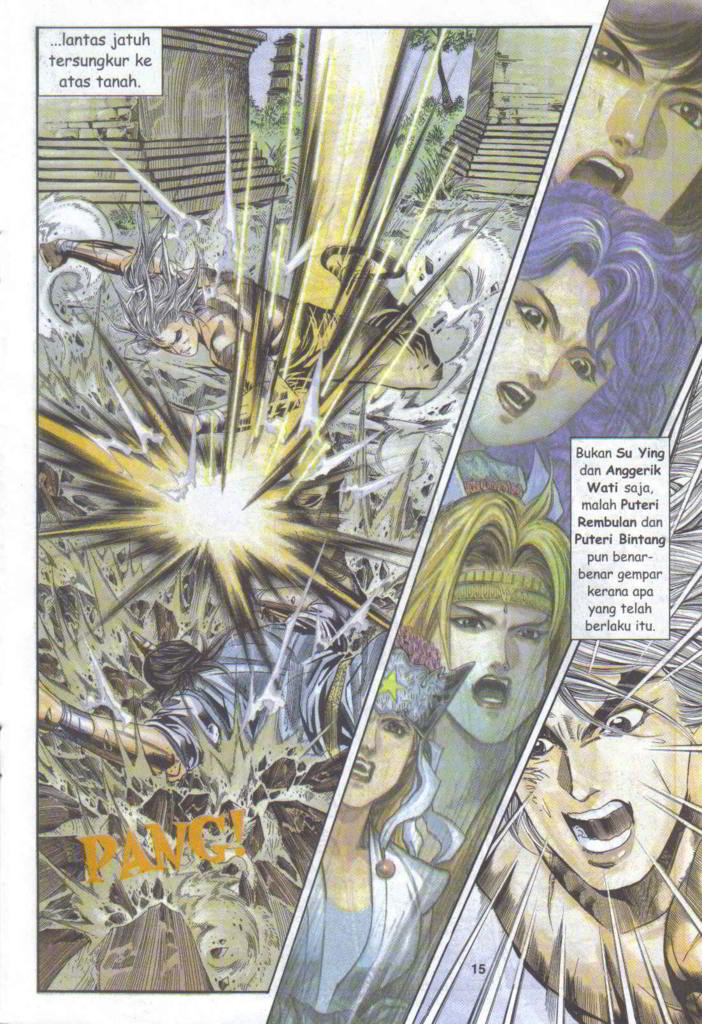 ...lantas jatuh
tersungkur ke
atas tanah.
Bukan Su Ying
dan Anggerik
Wati saja,
malah Puteri
Rembulan dan
Puteri Bintang
pun benar-
benar gempar
kerana apa
yang telah
berlaku itu.
PANG!
15